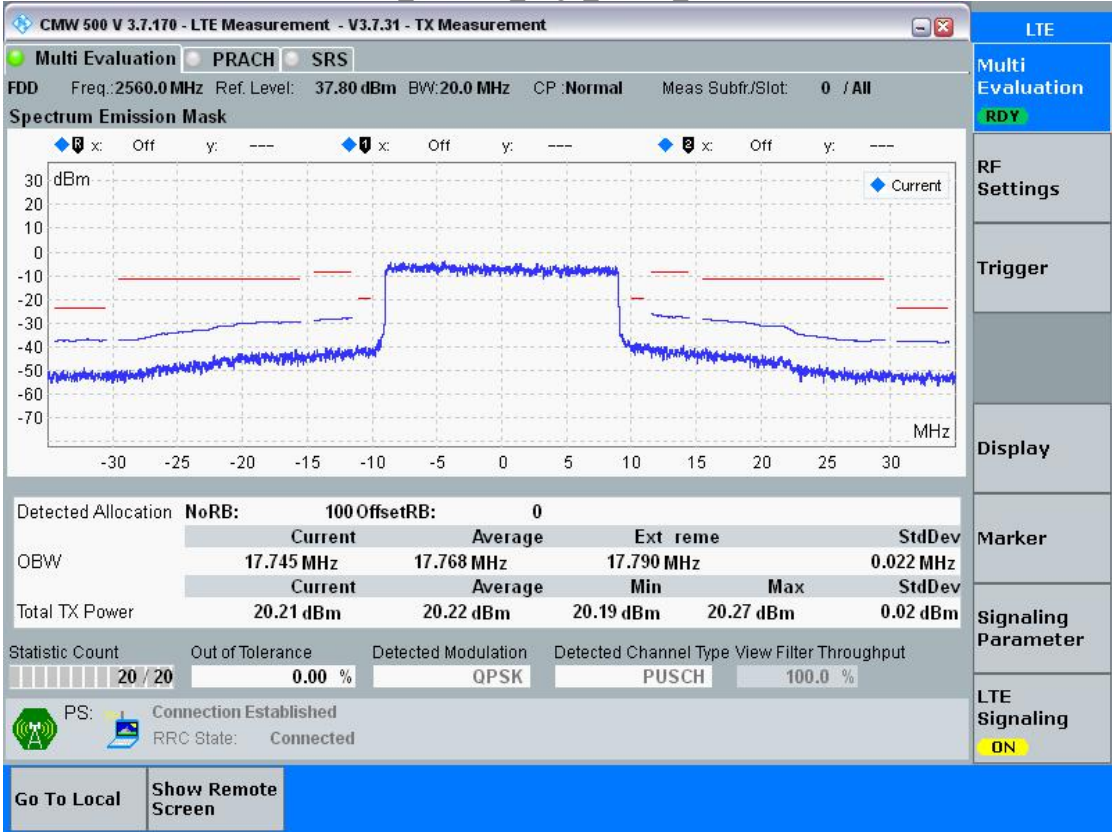 CMW 500 V 3.7.170 - LTE Measurement - V3.7.31 - TX Measurement
LTE
Multi Evaluation PRACH SRS
Multi
Evaluation
RDY
FDD Freq.:2560.0 MHz Ref. Level: 37.80 dBm BW:20.0 MHz CP :Normal Meas Subfr./Slot: 0 / All
Spectrum Emission Mask
R x: Off y: --- 1 x: Off y: --- 2 x: Off y: ---
30 dBm
Current
20
10
0
-10
-20
-30
-40
-50
-60
-70
MHz
-30 -25 -20 -15 -10 -5 0 5 10 15 20 25 30
RF
Settings
Trigger
Display
Marker
Signaling
Parameter
LTE
Signaling
ON
Detected Allocation NoRB: 100 OffsetRB: 0
Current Average Ext reme StdDev
OBW 17.745 MHz 17.768 MHz 17.790 MHz 0.022 MHz
Current Average Min Max StdDev
Total TX Power 20.21 dBm 20.22 dBm 20.19 dBm 20.27 dBm 0.02 dBm
Statistic Count Out of Tolerance Detected Modulation Detected Channel Type View Filter Throughput
20 / 20 0.00 % QPSK PUSCH 100.0 %
PS: Connection Established
RRC State: Connected
Go To Local
Show Remote
Screen